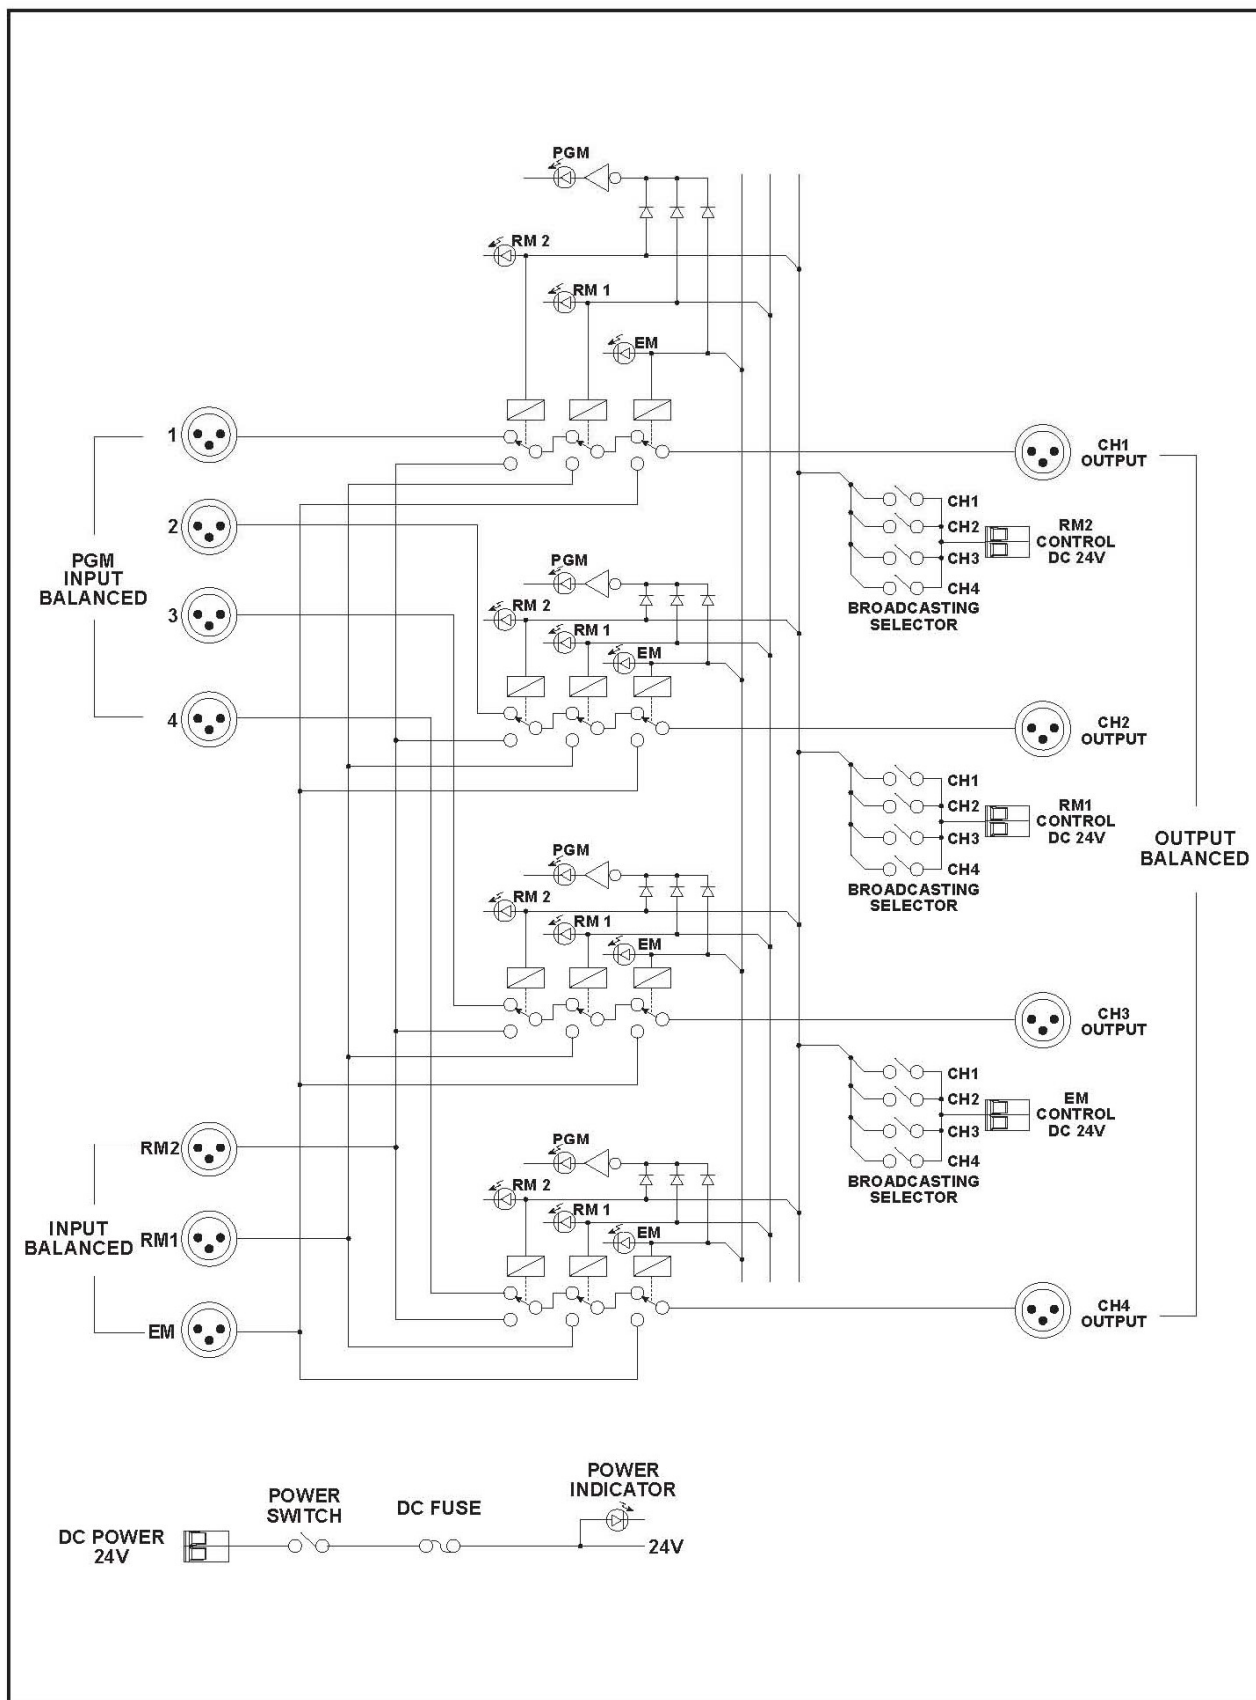 PGM
RM 2
RM 1
EM
1
2
3
4
PGM
INPUT
BALANCED
CH1
OUTPUT
CH1
CH2
CH3
CH4
RM2
CONTROL
DC 24V
BROADCASTING
SELECTOR
PGM
RM 2
RM 1
EM
CH2
OUTPUT
CH1
CH2
CH3
CH4
RM1
CONTROL
DC 24V
BROADCASTING
SELECTOR
OUTPUT
BALANCED
PGM
RM 2
RM 1
EM
CH3
OUTPUT
CH1
CH2
CH3
CH4
EM
CONTROL
DC 24V
BROADCASTING
SELECTOR
RM2
RM1
EM
INPUT
BALANCED
PGM
RM 2
RM 1
EM
CH4
OUTPUT
DC POWER
24V
POWER
SWITCH
DC FUSE
POWER
INDICATOR
24V